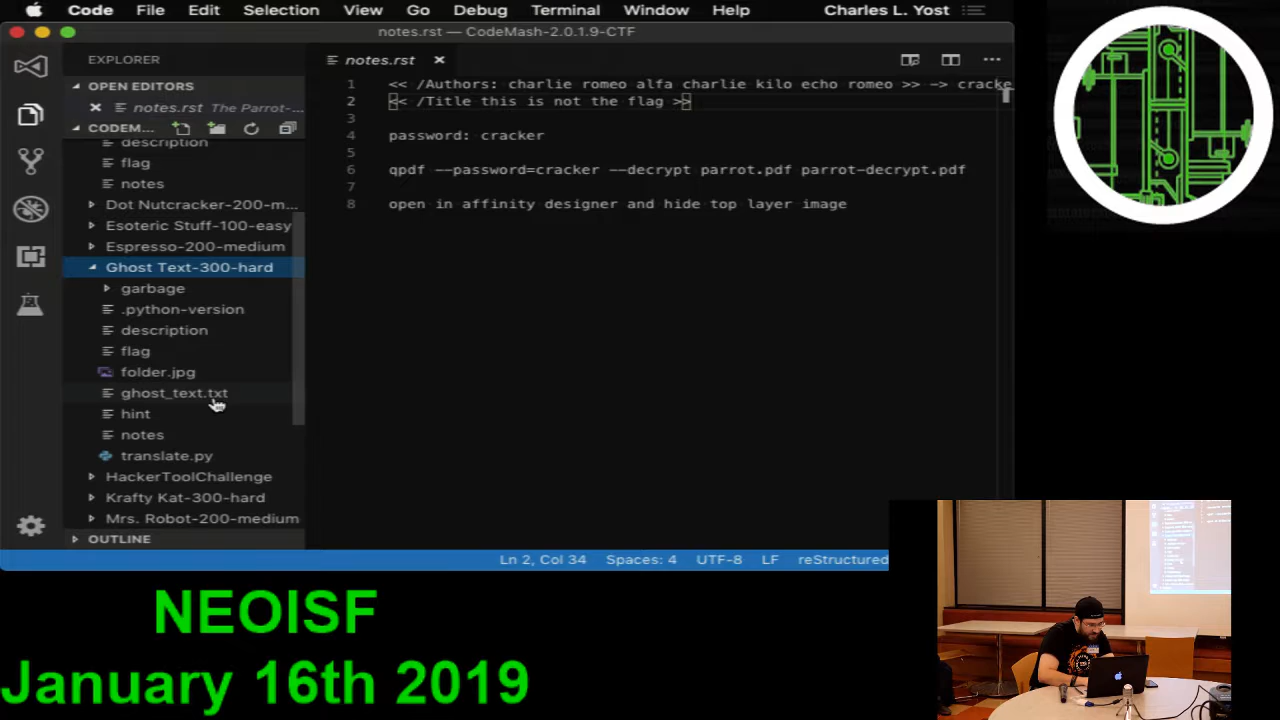 Code File Edit Selection View Go Debug Terminal Window Help Charles L. Yost
notes.rst — CodeMash-2.0.1.9-CTF
EXPLORER
OPEN EDITORS
notes.rst The Parrot-...
CODEM...
description
flag
notes
Dot Nutcracker-200-m...
Esoteric Stuff-100-easy
Espresso-200-medium
Ghost Text-300-hard
garbage
.python-version
description
flag
folder.jpg
ghost_text.txt
hint
notes
translate.py
HackerToolChallenge
Krafty Kat-300-hard
Mrs. Robot-200-medium
OUTLINE
notes.rst
1 << /Authors: charlie romeo alfa charlie kilo echo romeo >> -> cracke
2 << /Title this is not the flag >>
3
4 password: cracker
5
6 qpdf --password=cracker --decrypt parrot.pdf parrot-decrypt.pdf
7
8 open in affinity designer and hide top layer image
Ln 2, Col 34 Spaces: 4 UTF-8 LF reStructured
NEOISF
January 16th 2019